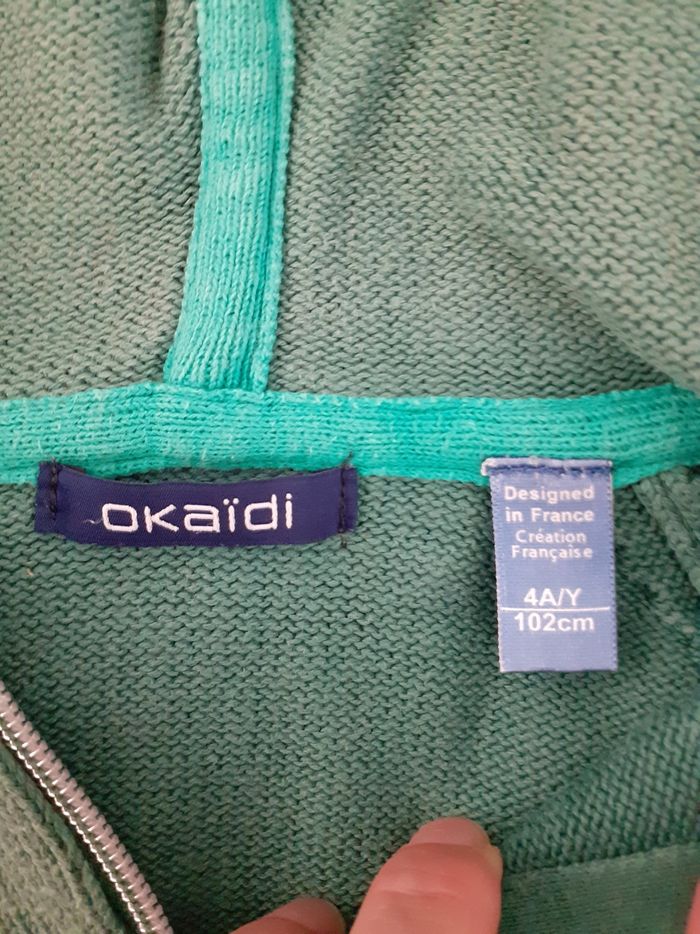 okaïdi
Designed
in France
Création
Française
4A/Y
102cm